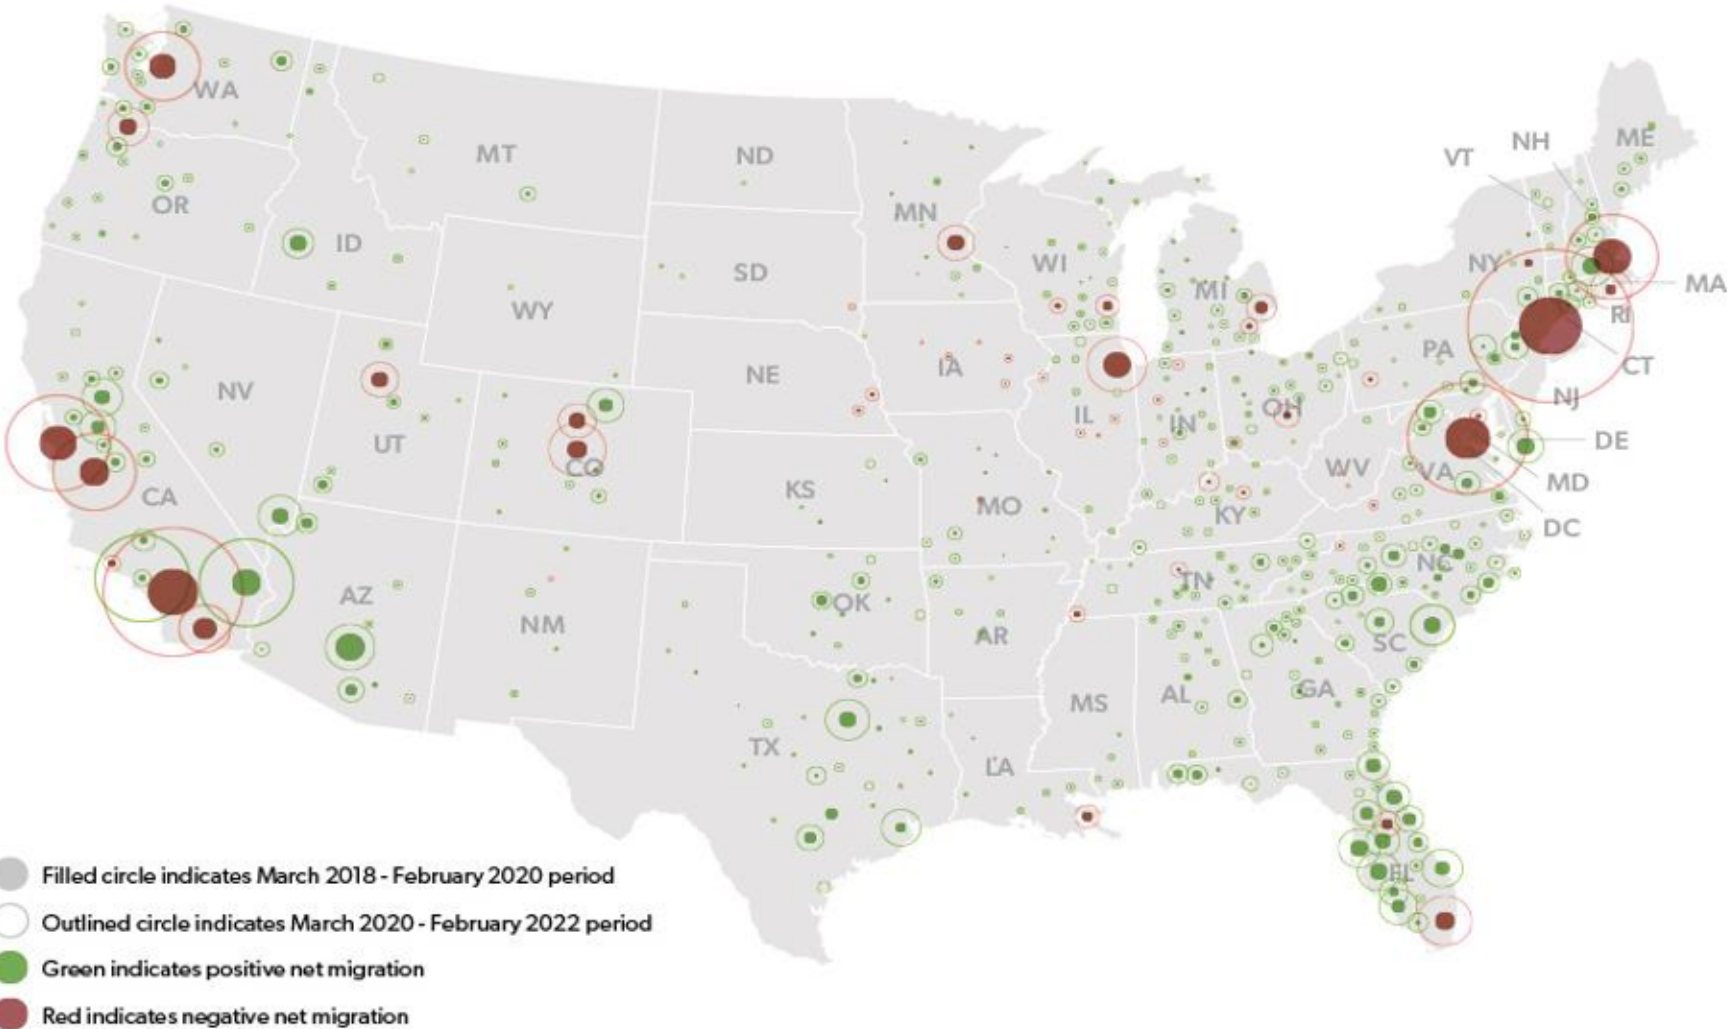 WA
MT
ND
MN
ME
NH
VT
OR
ID
SD
WI
MI
NY
MA
WY
RI
NV
UT
NE
IA
PA
CT
IL
IN
OH
NJ
CO
DE
CA
KS
MO
WV
VA
MD
KY
DC
AZ
NM
OK
AR
TN
NC
SC
TX
LA
MS
AL
GA
FL
Filled circle indicates March 2018 - February 2020 period
Outlined circle indicates March 2020 - February 2022 period
Green indicates positive net migration
Red indicates negative net migration